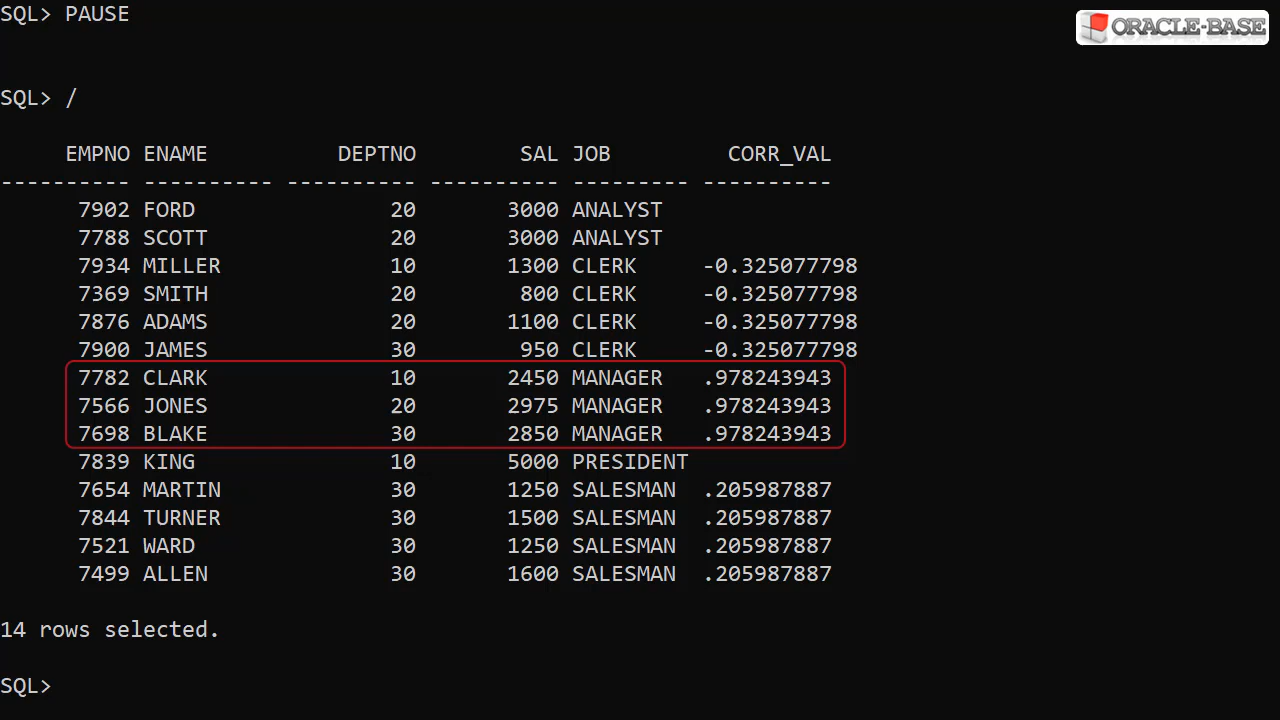 SQL> PAUSE
ORACLE-BASE
SQL> /
EMPNO ENAME DEPTNO SAL JOB CORR_VAL
---------- ---------- ---------- ---------- --------- ----------
7902 FORD 20 3000 ANALYST
7788 SCOTT 20 3000 ANALYST
7934 MILLER 10 1300 CLERK -0.325077798
7369 SMITH 20 800 CLERK -0.325077798
7876 ADAMS 20 1100 CLERK -0.325077798
7900 JAMES 30 950 CLERK -0.325077798
7782 CLARK 10 2450 MANAGER .978243943
7566 JONES 20 2975 MANAGER .978243943
7698 BLAKE 30 2850 MANAGER .978243943
7839 KING 10 5000 PRESIDENT
7654 MARTIN 30 1250 SALESMAN .205987887
7844 TURNER 30 1500 SALESMAN .205987887
7521 WARD 30 1250 SALESMAN .205987887
7499 ALLEN 30 1600 SALESMAN .205987887
14 rows selected.
SQL>